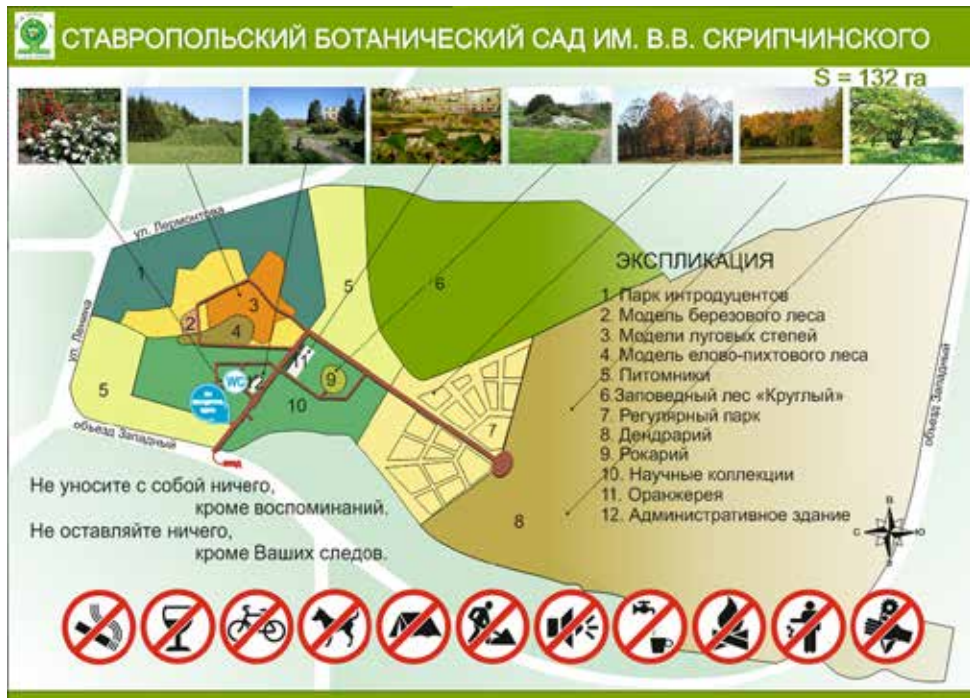 СТАВРОПОЛЬСКИЙ БОТАНИЧЕСКИЙ САД ИМ. В.В. СКРИПЧИНСКОГО
S = 132 га
ул. Лермонтова
ул. Ленина
объезд Западный
объезд Западный
1
2
3
4
5
5
6
7
8
9
10
11
12
WC
вход
ЭКСПЛИКАЦИЯ
1. Парк интродуцентов
2. Модель березового леса
3. Модели луговых степей
4. Модель елово-пихтового леса
5. Питомники
6. Заповедный лес «Круглый»
7. Регулярный парк
8. Дендрарий
9. Рокарий
10. Научные коллекции
11. Оранжерея
12. Административное здание
Не уносите с собой ничего,
кроме воспоминаний.
Не оставляйте ничего,
кроме Ваших следов.
В
С
Ю